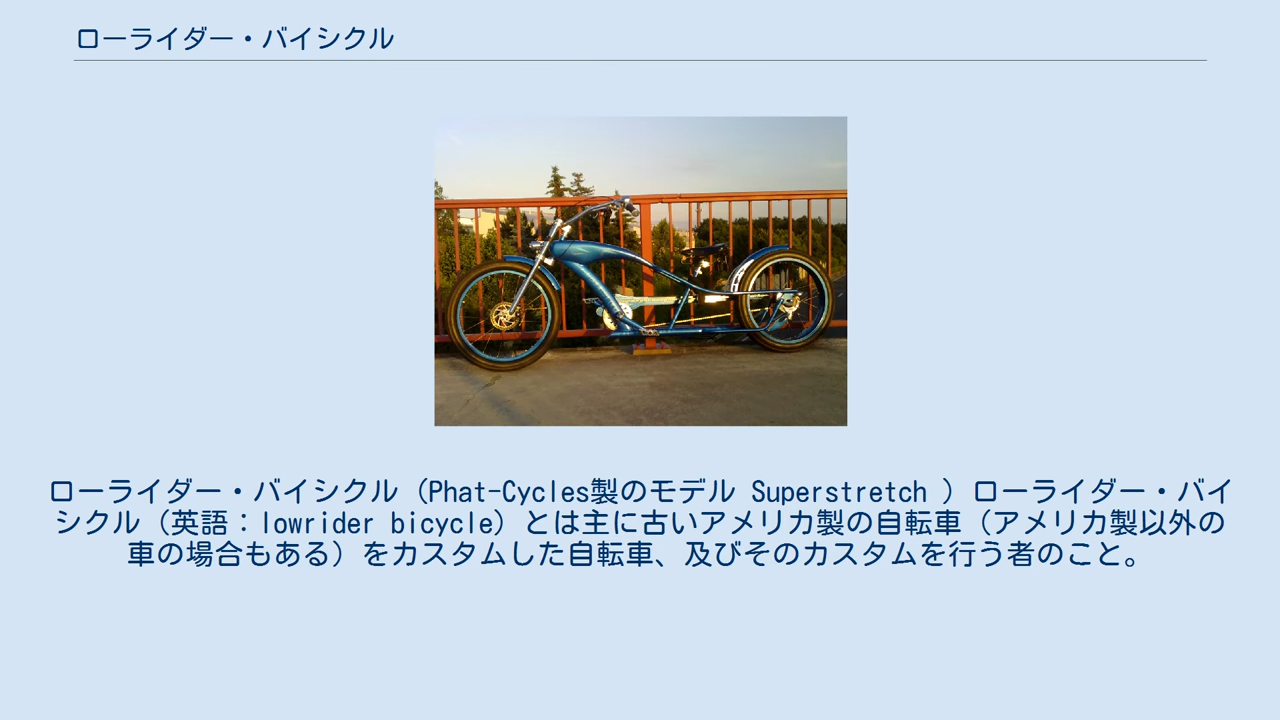 ローライダー・バイシクル
ローライダー・バイシクル（Phat-Cycles製のモデル Superstretch ）ローライダー・バイ
シクル（英語：lowrider bicycle）とは主に古いアメリカ製の自転車（アメリカ製以外の
車の場合もある）をカスタムした自転車、及びそのカスタムを行う者のこと。